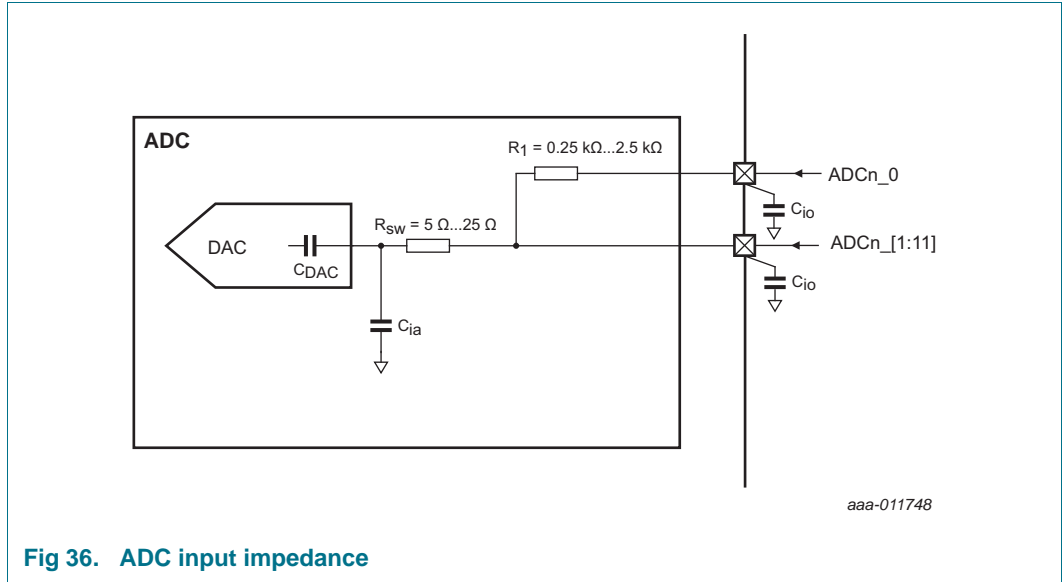 ADC
R1 = 0.25 kΩ...2.5 kΩ
ADCn_0
Cio
Rsw = 5 Ω...25 Ω
DAC
CDAC
ADCn_[1:11]
Cio
Cia
aaa-011748
Fig 36. ADC input impedance